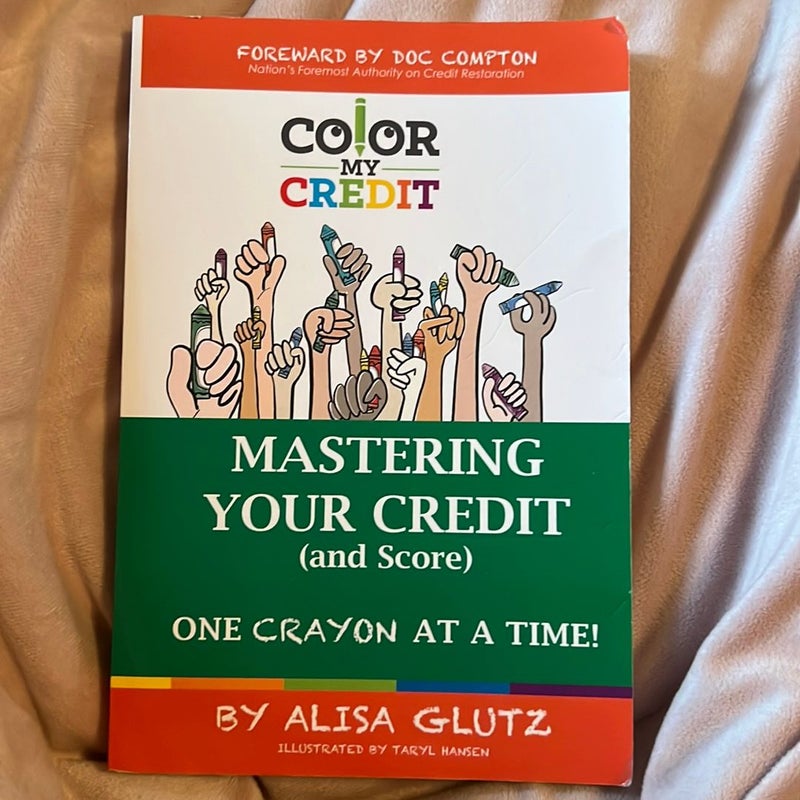 FOREWARD BY DOC COMPTON
Nation's Foremost Authority on Credit Restoration
COLOR
MY
CREDIT
MASTERING
YOUR CREDIT
(and Score)
ONE CRAYON AT A TIME!
BY ALISA GLUTZ
ILLUSTRATED BY TARYL HANSEN